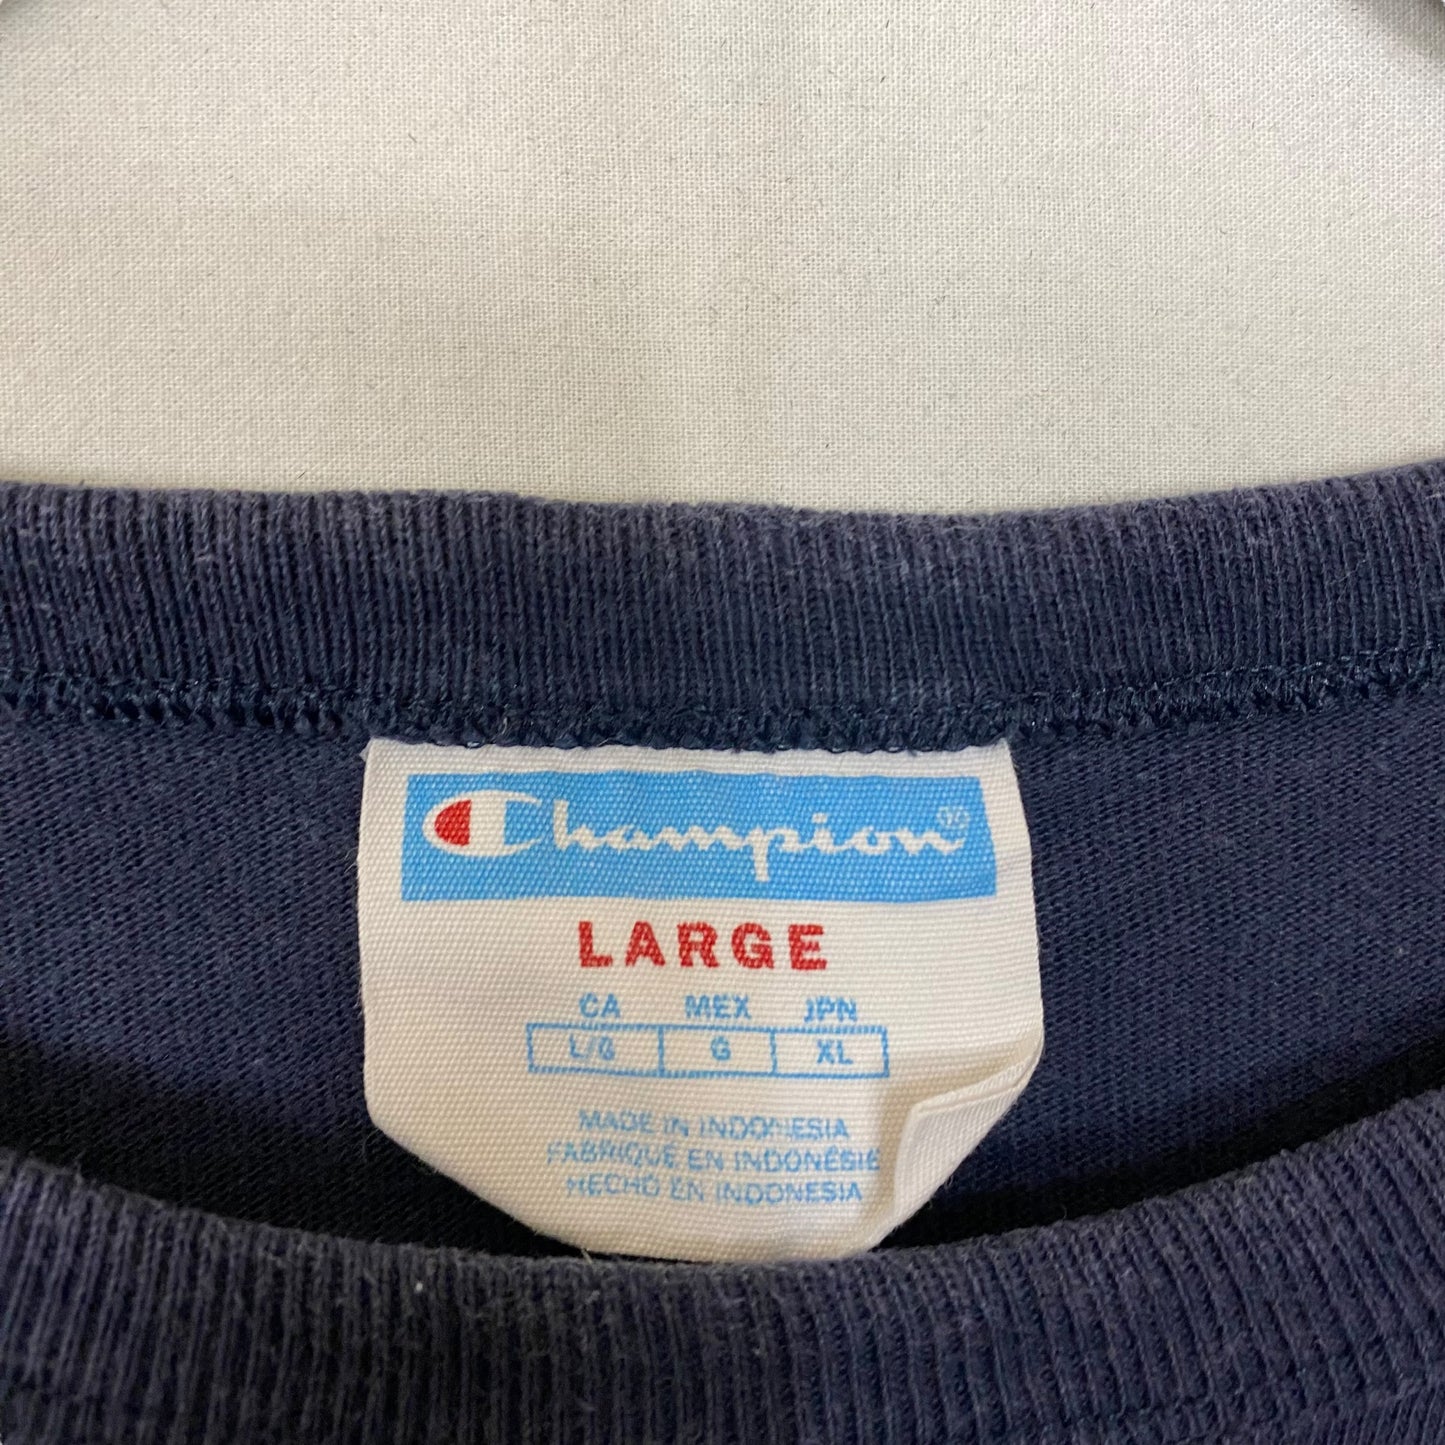 Champion®
LARGE
CA MEX JPN
L/G G XL
MADE IN INDONESIA
FABRIQUÉ EN INDONÉSIE
HECHO EN INDONESIA